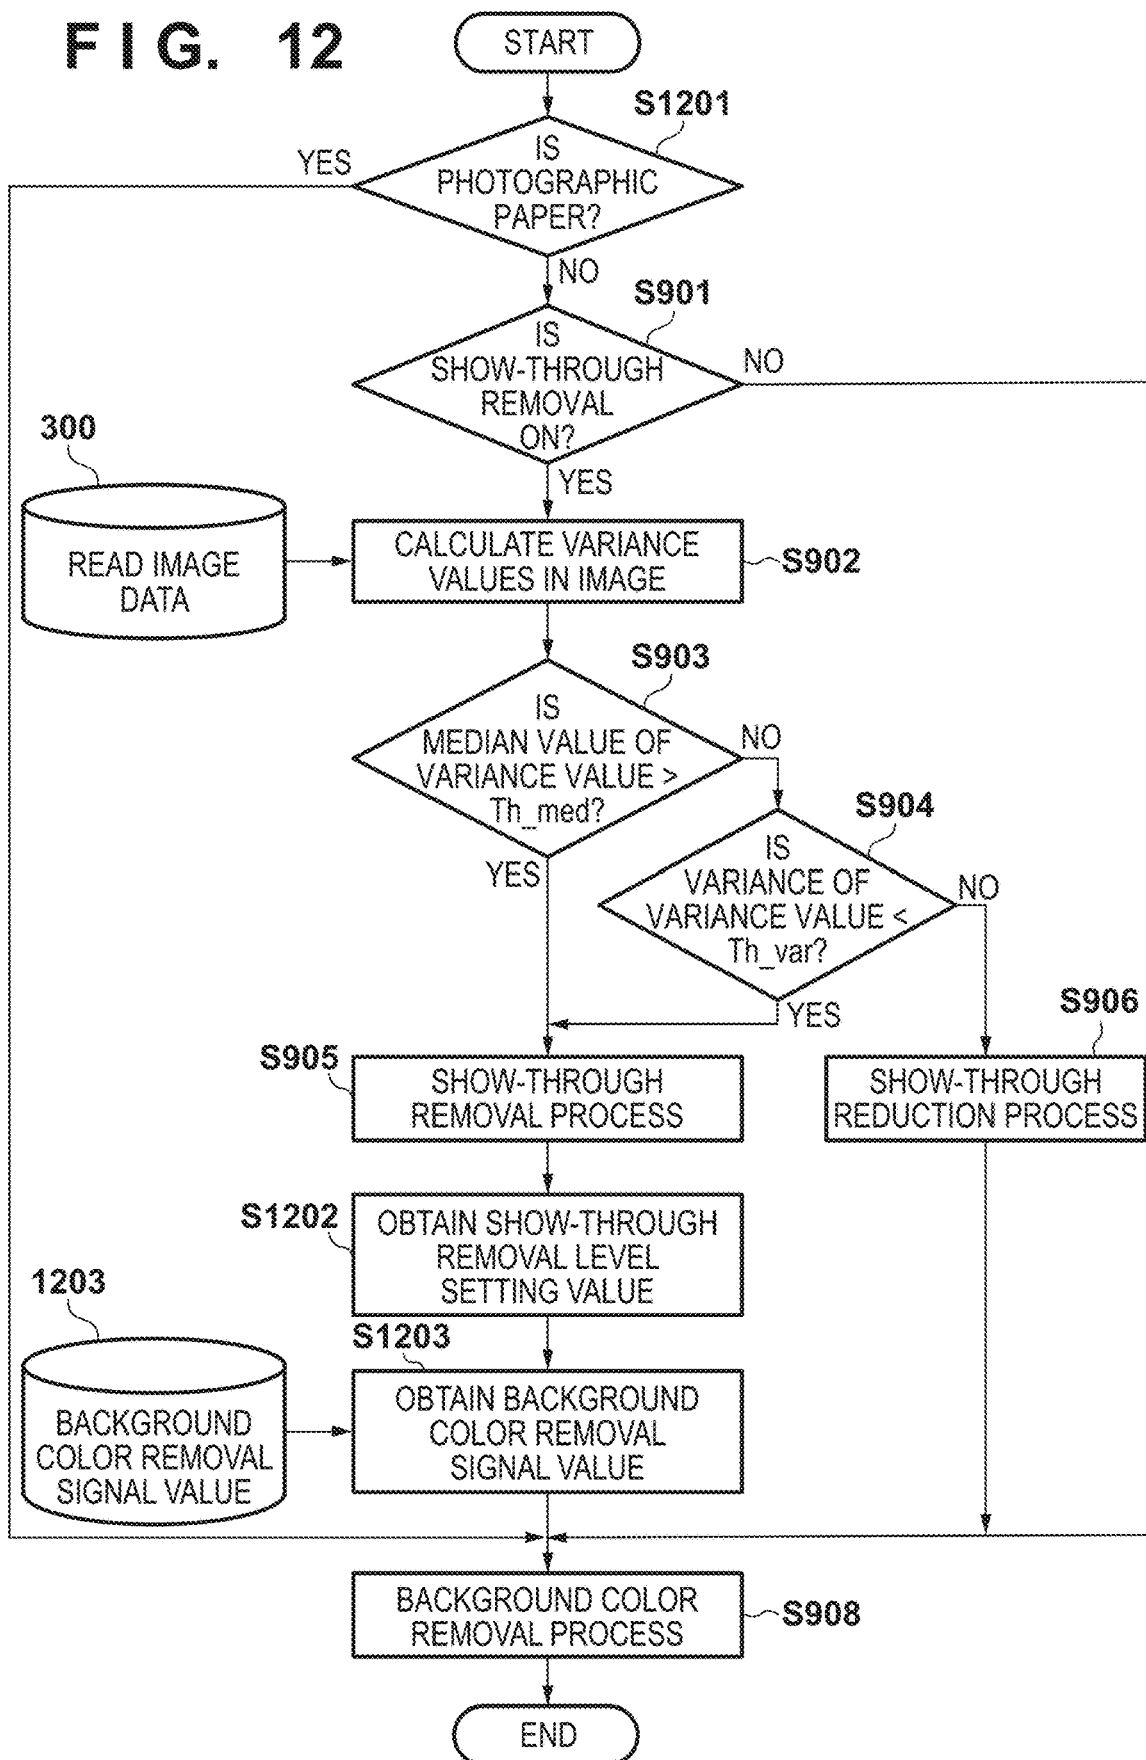 FIG. 12
START
S1201
IS
PHOTOGRAPHIC
PAPER?
YES
NO
S901
IS
SHOW-THROUGH
REMOVAL
ON?
NO
YES
300
READ IMAGE
DATA
CALCULATE VARIANCE
VALUES IN IMAGE
S902
S903
IS
MEDIAN VALUE OF
VARIANCE VALUE >
Th_med?
NO
YES
S904
IS
VARIANCE OF
VARIANCE VALUE <
Th_var?
NO
YES
S905
SHOW-THROUGH
REMOVAL PROCESS
S906
SHOW-THROUGH
REDUCTION PROCESS
S1202
OBTAIN SHOW-THROUGH
REMOVAL LEVEL
SETTING VALUE
1203
BACKGROUND
COLOR REMOVAL
SIGNAL VALUE
S1203
OBTAIN BACKGROUND
COLOR REMOVAL
SIGNAL VALUE
BACKGROUND COLOR
REMOVAL PROCESS
S908
END